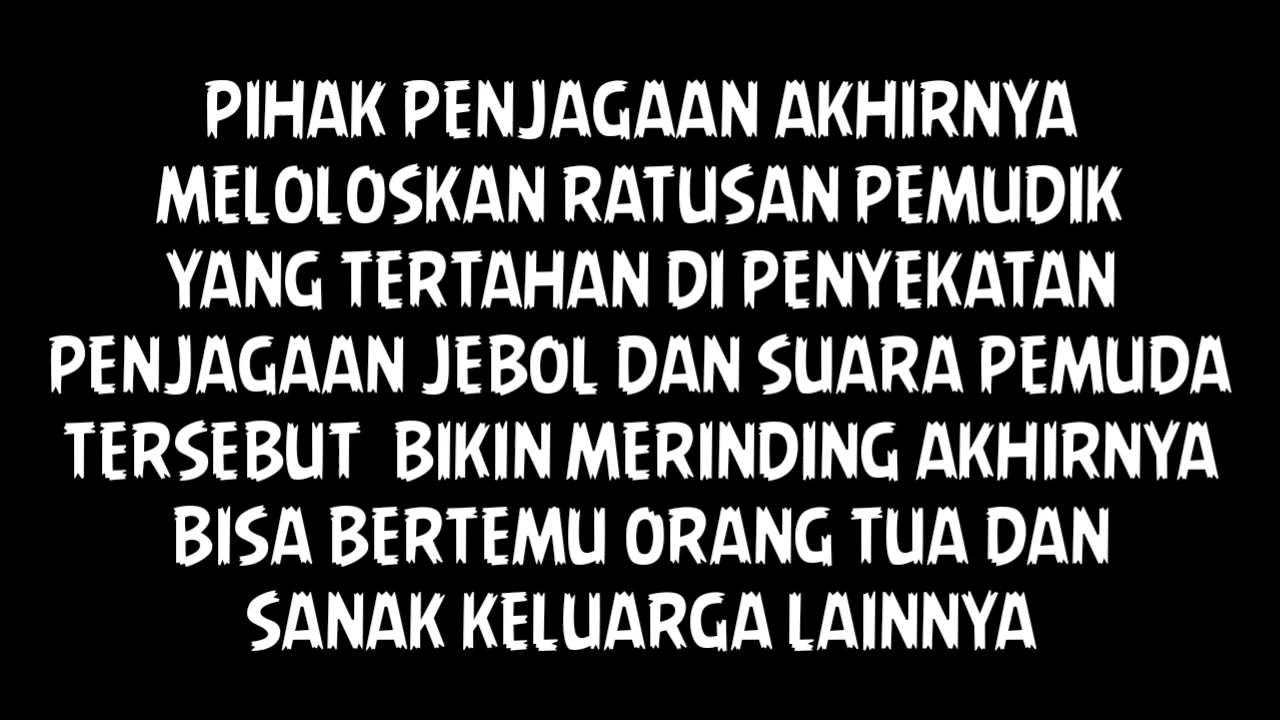 PIHAK PENJAGAAN AKHIRNYA
MELOLOSKAN RATUSAN PEMUDIK
YANG TERTAHAN DI PENYEKATAN
PENJAGAAN JEBOL DAN SUARA PEMUDA
TERSEBUT  BIKIN MERINDING AKHIRNYA
BISA BERTEMU ORANG TUA DAN
SANAK KELUARGA LAINNYA